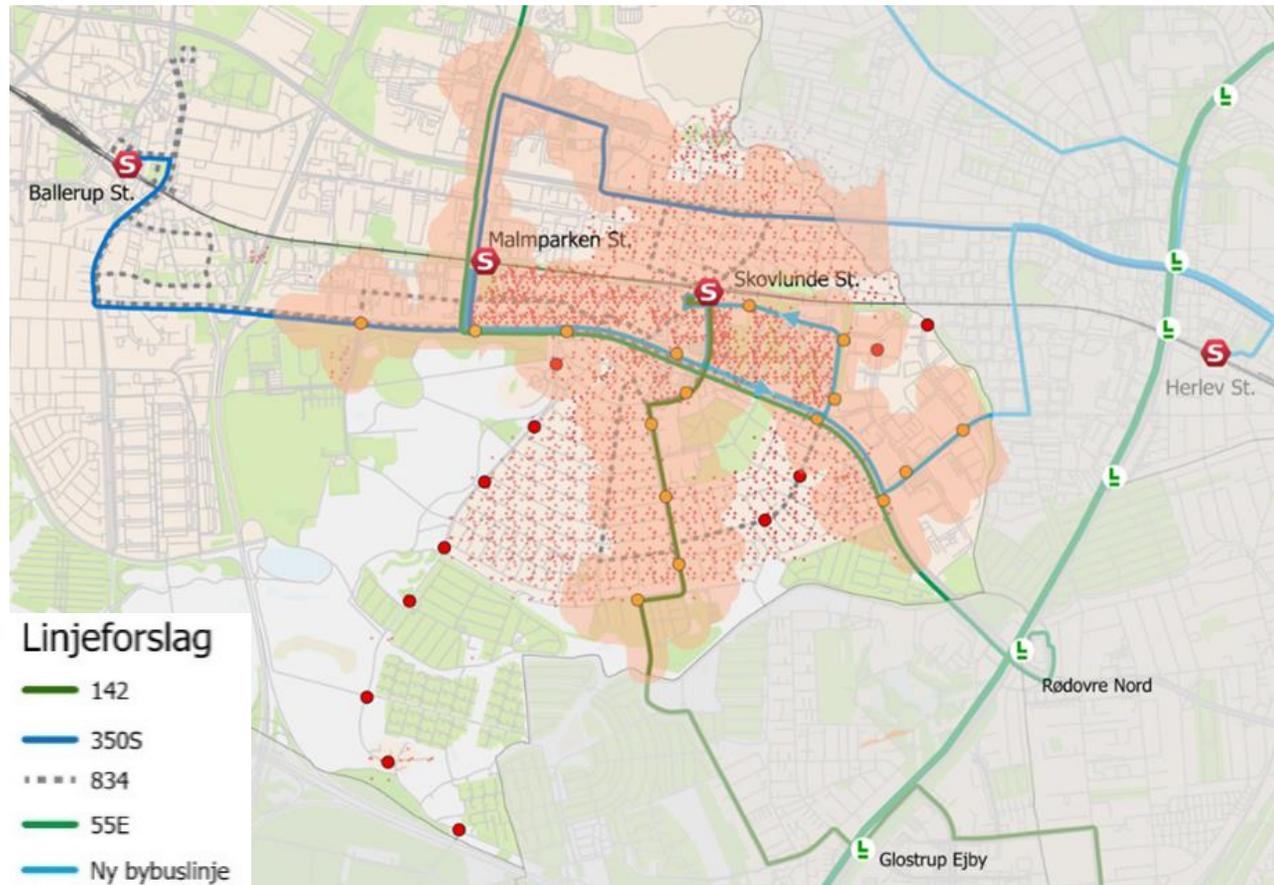 S
Ballerup St.
S
Malmparken St.
S
Skovlunde St.
S
Herlev St.
L
L
L
L
L
Rødovre Nord
L
Glostrup Ejby
Linjeforslag
142
350S
834
55E
Ny bybuslinje